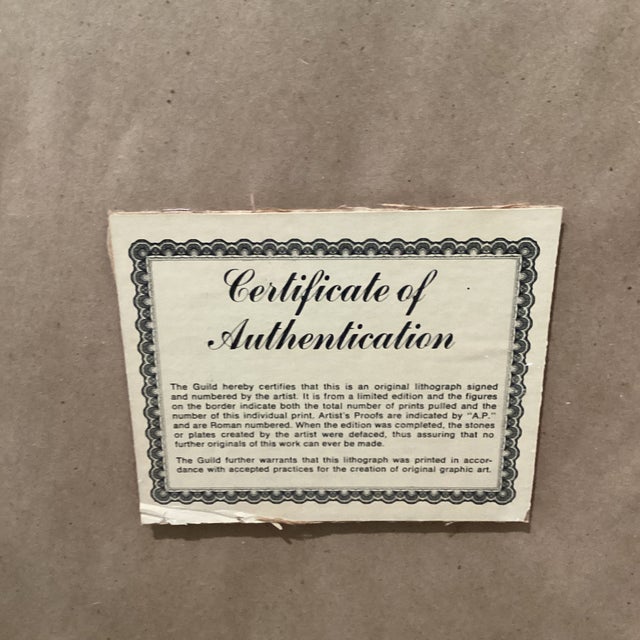 Certificate of
Authentication
The Guild hereby certifies that this is an original lithograph signed
and numbered by the artist. It is from a limited edition and the figures
on the border indicate both the total number of prints pulled and the
number of this individual print. Artist's Proofs are indicated by "A.P."
and are Roman numbered. When the edition was completed, the stones
or plates created by the artist were defaced, thus assuring that no
further originals of this work can ever be made.
The Guild further warrants that this lithograph was printed in accor-
dance with accepted practices for the creation of original graphic art.